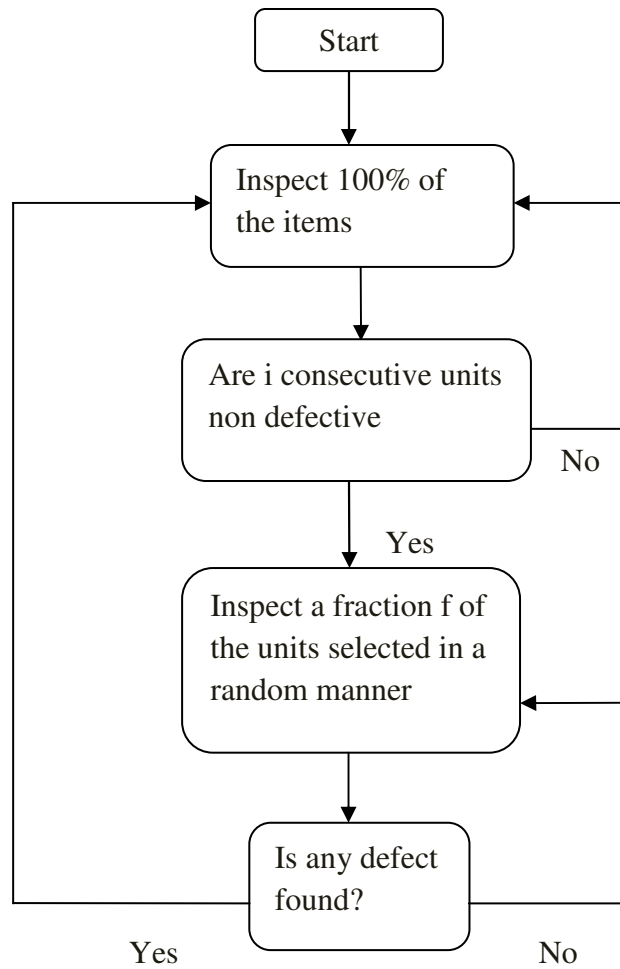 Start
Inspect 100% of
the items
Are i consecutive units
non defective
No
Yes
Inspect a fraction f of
the units selected in a
random manner
Is any defect
found?
Yes
No